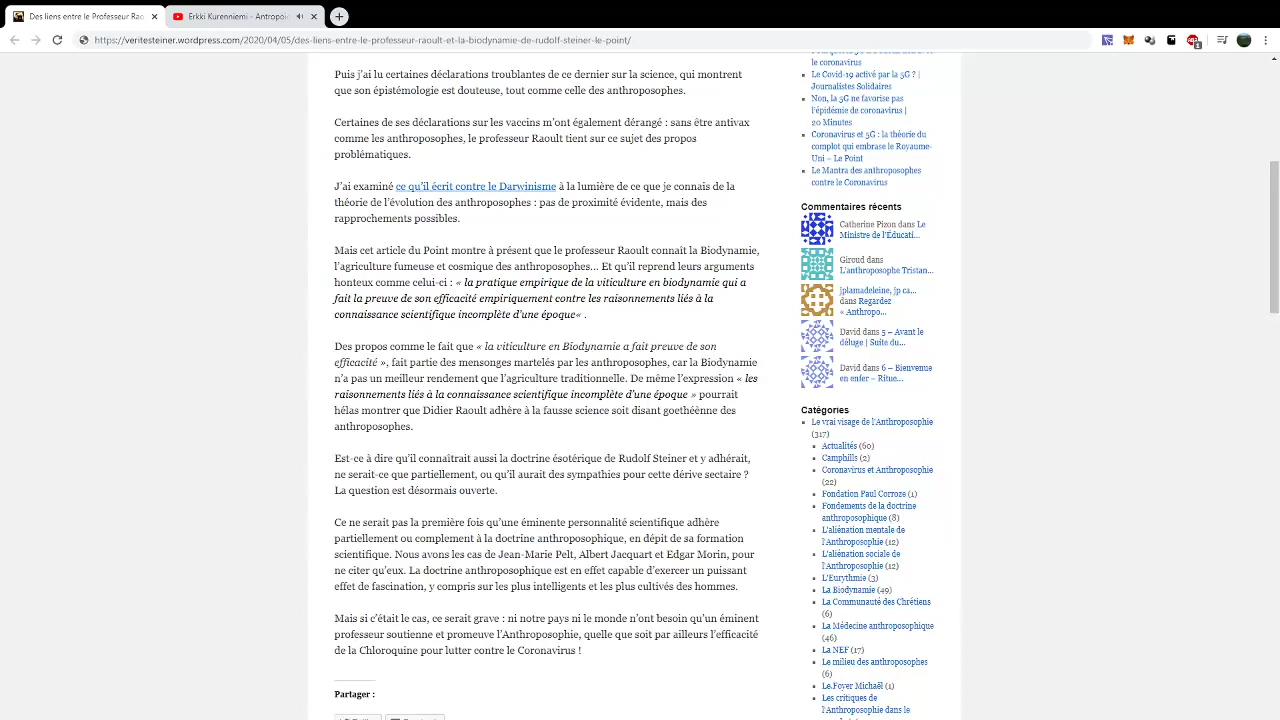 Des liens entre le Professeur Rao
Erkki Kurenniemi - Antropoi
https://veritesteiner.wordpress.com/2020/04/05/des-liens-entre-le-professeur-raoult-et-la-biodynamie-de-rudolf-steiner-le-point/
Puis j'ai lu certaines déclarations troublantes de ce dernier sur la science, qui montrent
que son épistémologie est douteuse, tout comme celle des anthroposophes.
Certaines de ses déclarations sur les vaccins m'ont également dérangé : sans être antivax
comme les anthroposophes, le professeur Raoult tient sur ce sujet des propos
problématiques.
J'ai examiné ce qu'il écrit contre le Darwinisme à la lumière de ce que je connais de la
théorie de l'évolution des anthroposophes : pas de proximité évidente, mais des
rapprochements possibles.
Mais cet article du Point montre à présent que le professeur Raoult connaît la Biodynamie,
l'agriculture fumeuse et cosmique des anthroposophes… Et qu'il reprend leurs arguments
honteux comme celui-ci : « la pratique empirique de la viticulture en biodynamie qui a
fait la preuve de son efficacité empiriquement contre les raisonnements liés à la
connaissance scientifique incomplète d'une époque« .
Des propos comme le fait que « la viticulture en Biodynamie a fait preuve de son
efficacité », fait partie des mensonges martelés par les anthroposophes, car la Biodynamie
n'a pas un meilleur rendement que l'agriculture traditionnelle. De même l'expression « les
raisonnements liés à la connaissance scientifique incomplète d'une époque » pourrait
hélas montrer que Didier Raoult adhère à la fausse science soit disant goethéènne des
anthroposophes.
Est-ce à dire qu'il connaîtrait aussi la doctrine ésotérique de Rudolf Steiner et y adhérait,
ne serait-ce que partiellement, ou qu'il aurait des sympathies pour cette dérive sectaire ?
La question est désormais ouverte.
Ce ne serait pas la première fois qu'une éminente personnalité scientifique adhère
partiellement ou complement à la doctrine anthroposophique, en dépit de sa formation
scientifique. Nous avons les cas de Jean-Marie Pelt, Albert Jacquart et Edgar Morin, pour
ne citer qu'eux. La doctrine anthroposophique est en effet capable d'exercer un puissant
effet de fascination, y compris sur les plus intelligents et les plus cultivés des hommes.
Mais si c'était le cas, ce serait grave : ni notre pays ni le monde n'ont besoin qu'un éminent
professeur soutienne et promeuve l'Anthroposophie, quelle que soit par ailleurs l'efficacité
de la Chloroquine pour lutter contre le Coronavirus !
Partager :
le coronavirus
Le Covid-19 activé par la 5G ? |
Journalistes Solidaires
Non, la 5G ne favorise pas
l'épidémie de coronavirus |
20 Minutes
Coronavirus et 5G : la théorie du
complot qui embrase le Royaume-
Uni – Le Point
Le Mantra des anthroposophes
contre le Coronavirus
Commentaires récents
Catherine Pizon dans Le
Ministre de l'Éducati…
Giroud dans
L'anthroposophe Tristan…
jplamadeleine, jp ca,..
dans Regardez
« Anthropo…
David dans 5 – Avant le
déluge | Suite du…
David dans 6 – Bienvenue
en enfer – Ritue…
Catégories
Le vrai visage de l'Anthroposophie
(317)
Actualités (60)
Camphills (2)
Coronavirus et Anthroposophie
(22)
Fondation Paul Corroze (1)
Fondements de la doctrine
anthroposophique (8)
L'aliénation mentale de
l'Anthroposophie (12)
L'aliénation sociale de
l'Anthroposophie (12)
L'Eurythmie (3)
La Biodynamie (49)
La Communauté des Chrétiens
(6)
La Médecine anthroposophique
(46)
La NEF (17)
Le milieu des anthroposophes
(6)
Le Foyer Michaël (1)
Les critiques de
l'Anthroposophie dans le